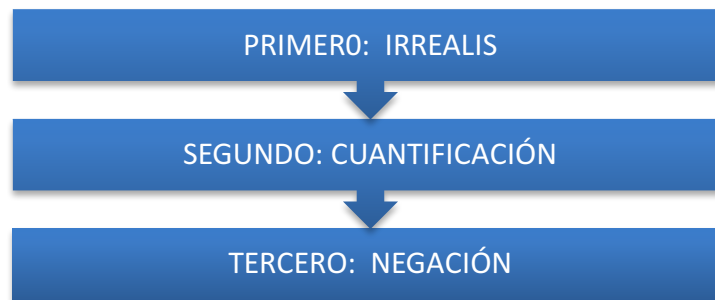 PRIMER0: IRREALIS
SEGUNDO: CUANTIFICACIÓN
TERCERO: NEGACIÓN